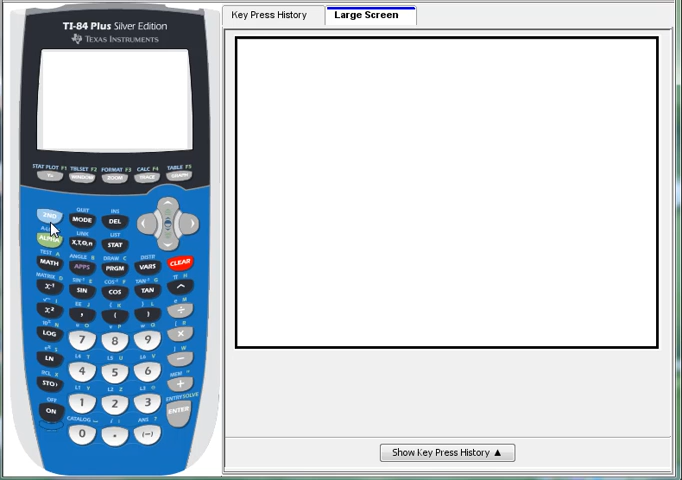 Key Press History
Large Screen
TI-84 Plus Silver Edition
TEXAS INSTRUMENTS
STAT PLOT F1 TBLSET F2 FORMAT F3 CALC F4 TABLE F5
Y= WINDOW ZOOM TRACE GRAPH
QUIT INS
2ND MODE DEL
LINK LIST
ALPHA X,T,Θ,n STAT
TEST A ANGLE B DRAW C DISTR
MATH APPS PRGM VARS CLEAR
MATRIX D SIN⁻¹ E COS⁻¹ F TAN⁻¹ G π H
X⁻¹ SIN COS TAN ^
√ I EE J { K } L e M
X² , ( ) ÷
10ˣ N u O v P w Q [ R
LOG 7 8 9 ×
eˣ S L4 T L5 U L6 V ] W
LN 4 5 6 −
RCL X L1 Y L2 Z L3 θ MEM "
STO› 1 2 3 +
OFF CATALOG ANS ? ENTRY SOLVE
ON 0 . (−) ENTER
Show Key Press History ▲